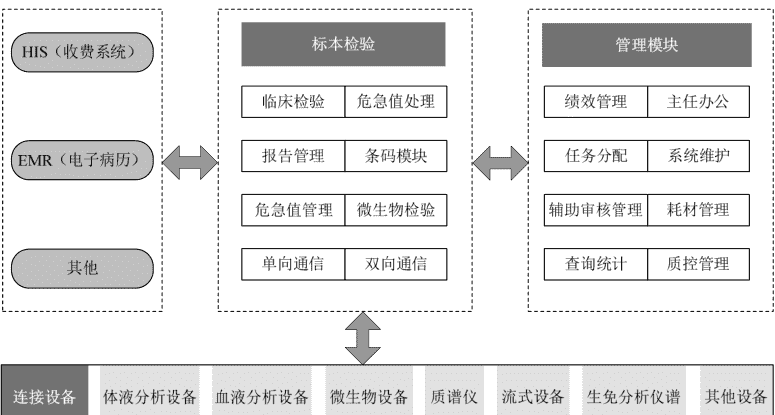 HIS（收费系统）
EMR（电子病历）
其他
标本检验
临床检验 危急值处理
报告管理 条码模块
危急值管理 微生物检验
单向通信 双向通信
管理模块
绩效管理 主任办公
任务分配 系统维护
辅助审核管理 耗材管理
查询统计 质控管理
连接设备 体液分析设备 血液分析设备 微生物设备 质谱仪 流式设备 生免分析仪谱 其他设备